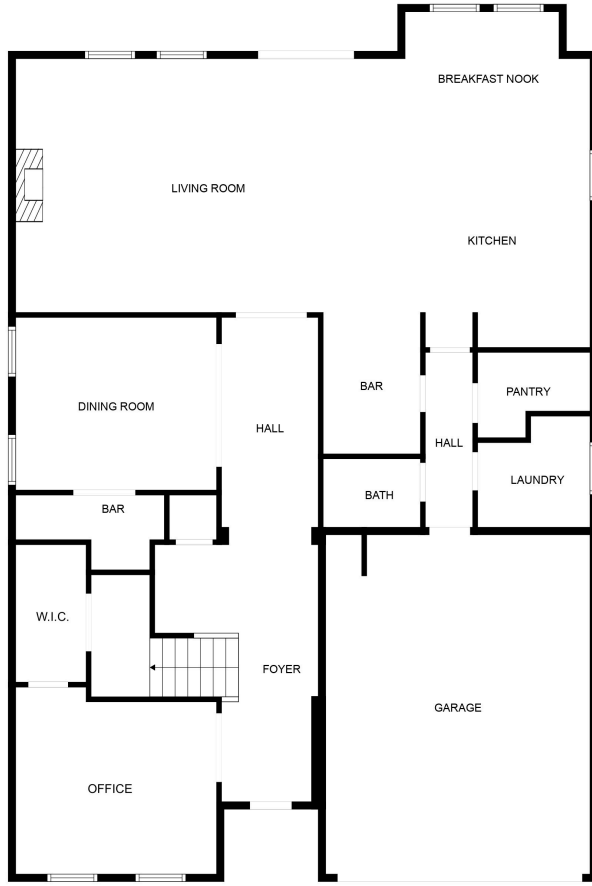 BREAKFAST NOOK
LIVING ROOM
KITCHEN
BAR
PANTRY
DINING ROOM
HALL
HALL
LAUNDRY
BATH
BAR
W.I.C.
FOYER
GARAGE
OFFICE